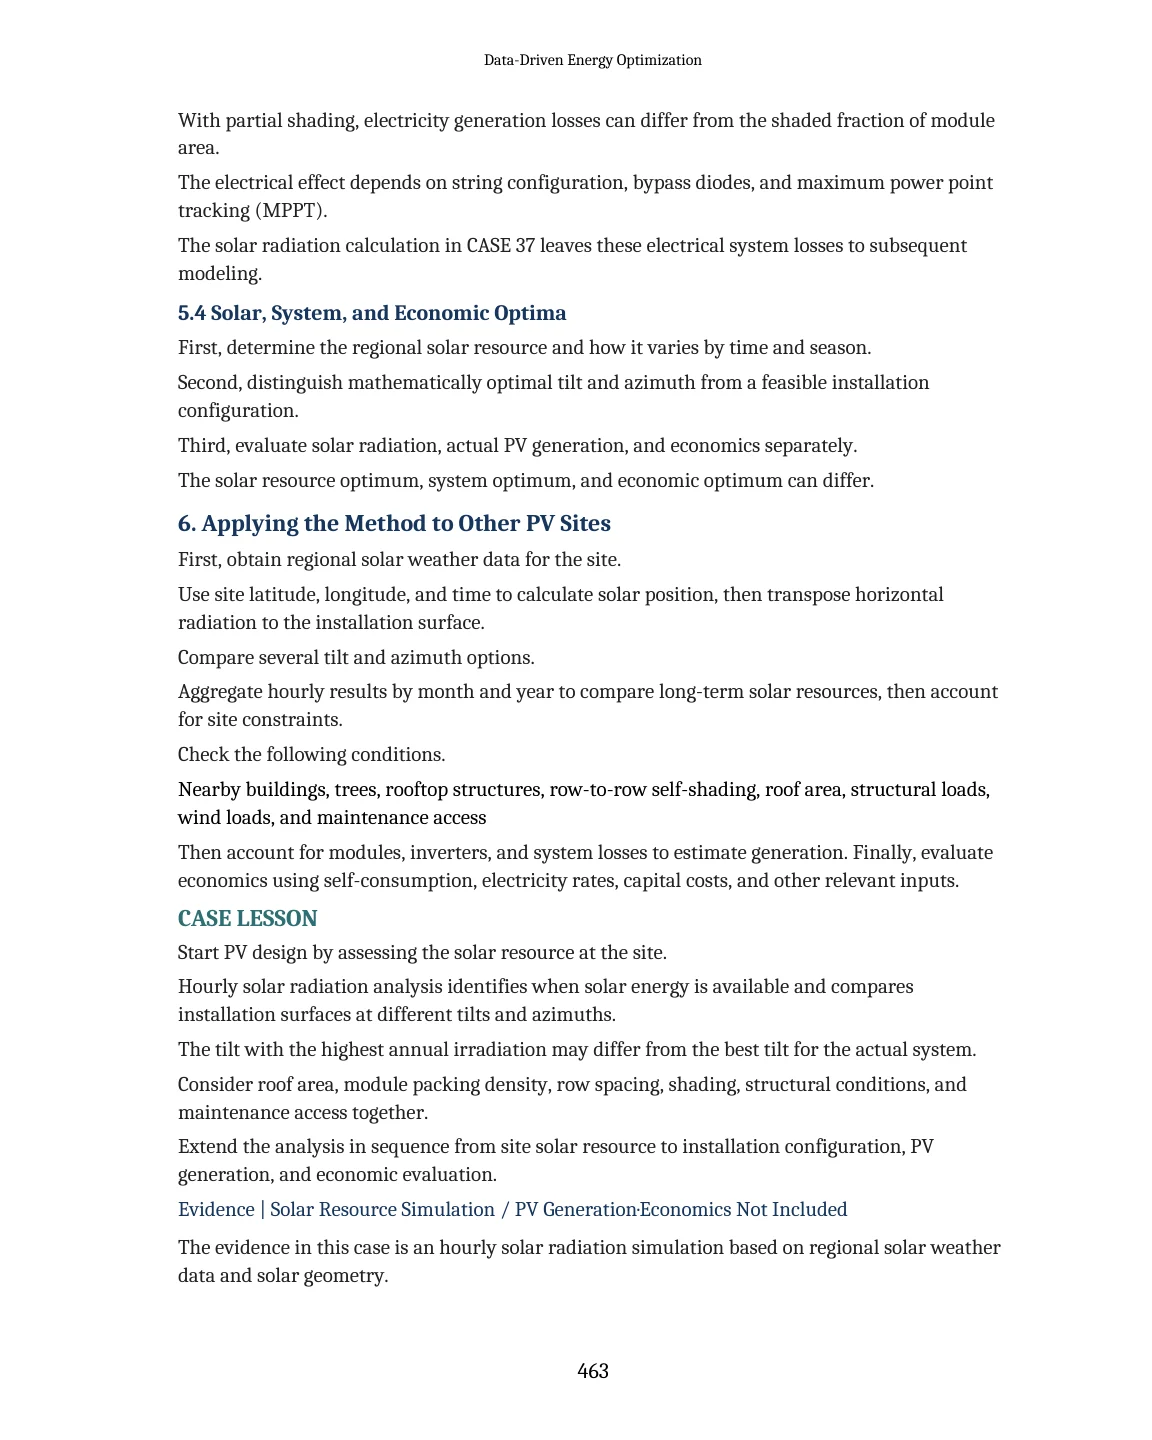 Data-Driven Energy Optimization
With partial shading, electricity generation losses can differ from the shaded fraction of module
area.
The electrical effect depends on string configuration, bypass diodes, and maximum power point
tracking (MPPT).
The solar radiation calculation in CASE 37 leaves these electrical system losses to subsequent
modeling.
5.4 Solar, System, and Economic Optima
First, determine the regional solar resource and how it varies by time and season.
Second, distinguish mathematically optimal tilt and azimuth from a feasible installation
configuration.
Third, evaluate solar radiation, actual PV generation, and economics separately.
The solar resource optimum, system optimum, and economic optimum can differ.
6. Applying the Method to Other PV Sites
First, obtain regional solar weather data for the site.
Use site latitude, longitude, and time to calculate solar position, then transpose horizontal
radiation to the installation surface.
Compare several tilt and azimuth options.
Aggregate hourly results by month and year to compare long-term solar resources, then account
for site constraints.
Check the following conditions.
Nearby buildings, trees, rooftop structures, row-to-row self-shading, roof area, structural loads,
wind loads, and maintenance access
Then account for modules, inverters, and system losses to estimate generation. Finally, evaluate
economics using self-consumption, electricity rates, capital costs, and other relevant inputs.
CASE LESSON
Start PV design by assessing the solar resource at the site.
Hourly solar radiation analysis identifies when solar energy is available and compares
installation surfaces at different tilts and azimuths.
The tilt with the highest annual irradiation may differ from the best tilt for the actual system.
Consider roof area, module packing density, row spacing, shading, structural conditions, and
maintenance access together.
Extend the analysis in sequence from site solar resource to installation configuration, PV
generation, and economic evaluation.
Evidence | Solar Resource Simulation / PV Generation·Economics Not Included
The evidence in this case is an hourly solar radiation simulation based on regional solar weather
data and solar geometry.
463